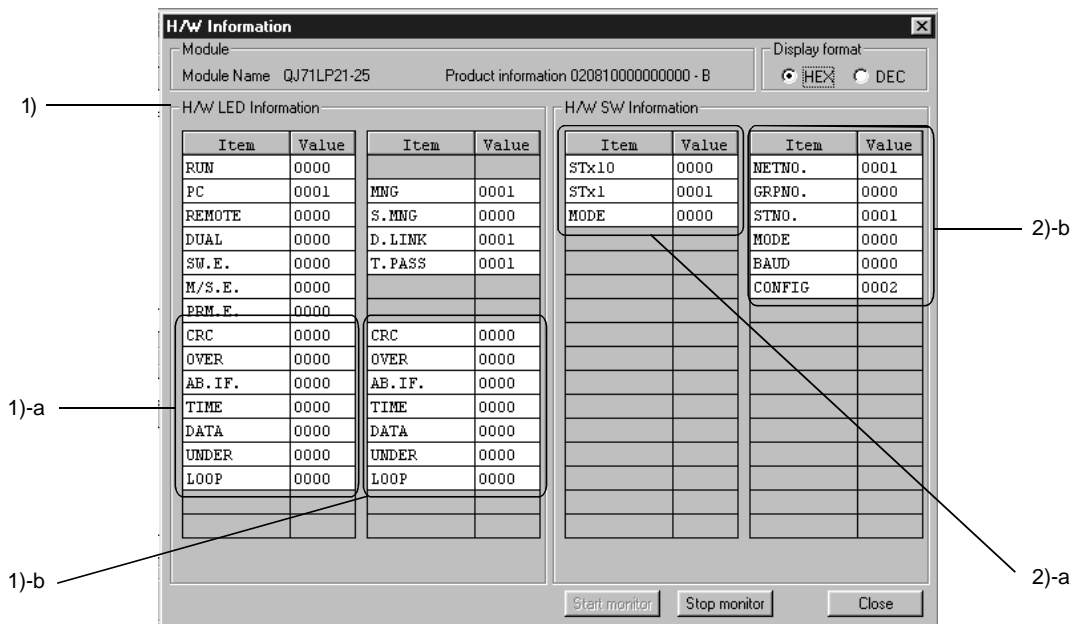 H/W Information
Module
Module Name QJ71LP21-25 Product information 020810000000000 - B
Display format
HEX DEC
1)
H/W LED Information
Item Value Item Value
RUN 0000
PC 0001 MNG 0001
REMOTE 0000 S.MNG 0000
DUAL 0000 D.LINK 0001
SW.E. 0000 T.PASS 0001
M/S.E. 0000
PRM.E. 0000
CRC 0000 CRC 0000
OVER 0000 OVER 0000
AB.IF. 0000 AB.IF. 0000
TIME 0000 TIME 0000
DATA 0000 DATA 0000
UNDER 0000 UNDER 0000
LOOP 0000 LOOP 0000
1)-a
1)-b
H/W SW Information
Item Value Item Value
STx10 0000 NETNO. 0001
STx1 0001 GRPNO. 0000
MODE 0000 STNO. 0001
MODE 0000
BAUD 0000
CONFIG 0002
2)-b
2)-a
Start monitor Stop monitor Close